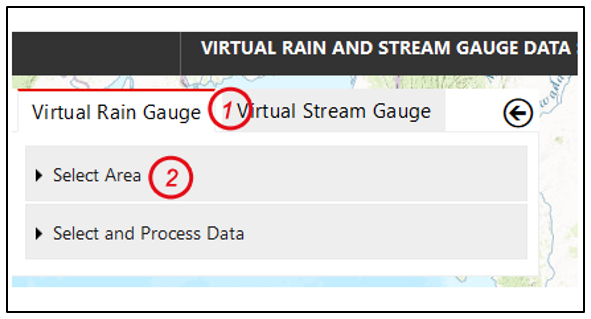 VIRTUAL RAIN AND STREAM GAUGE DATA
Virtual Rain Gauge 1 Virtual Stream Gauge
Select Area 2
Select and Process Data